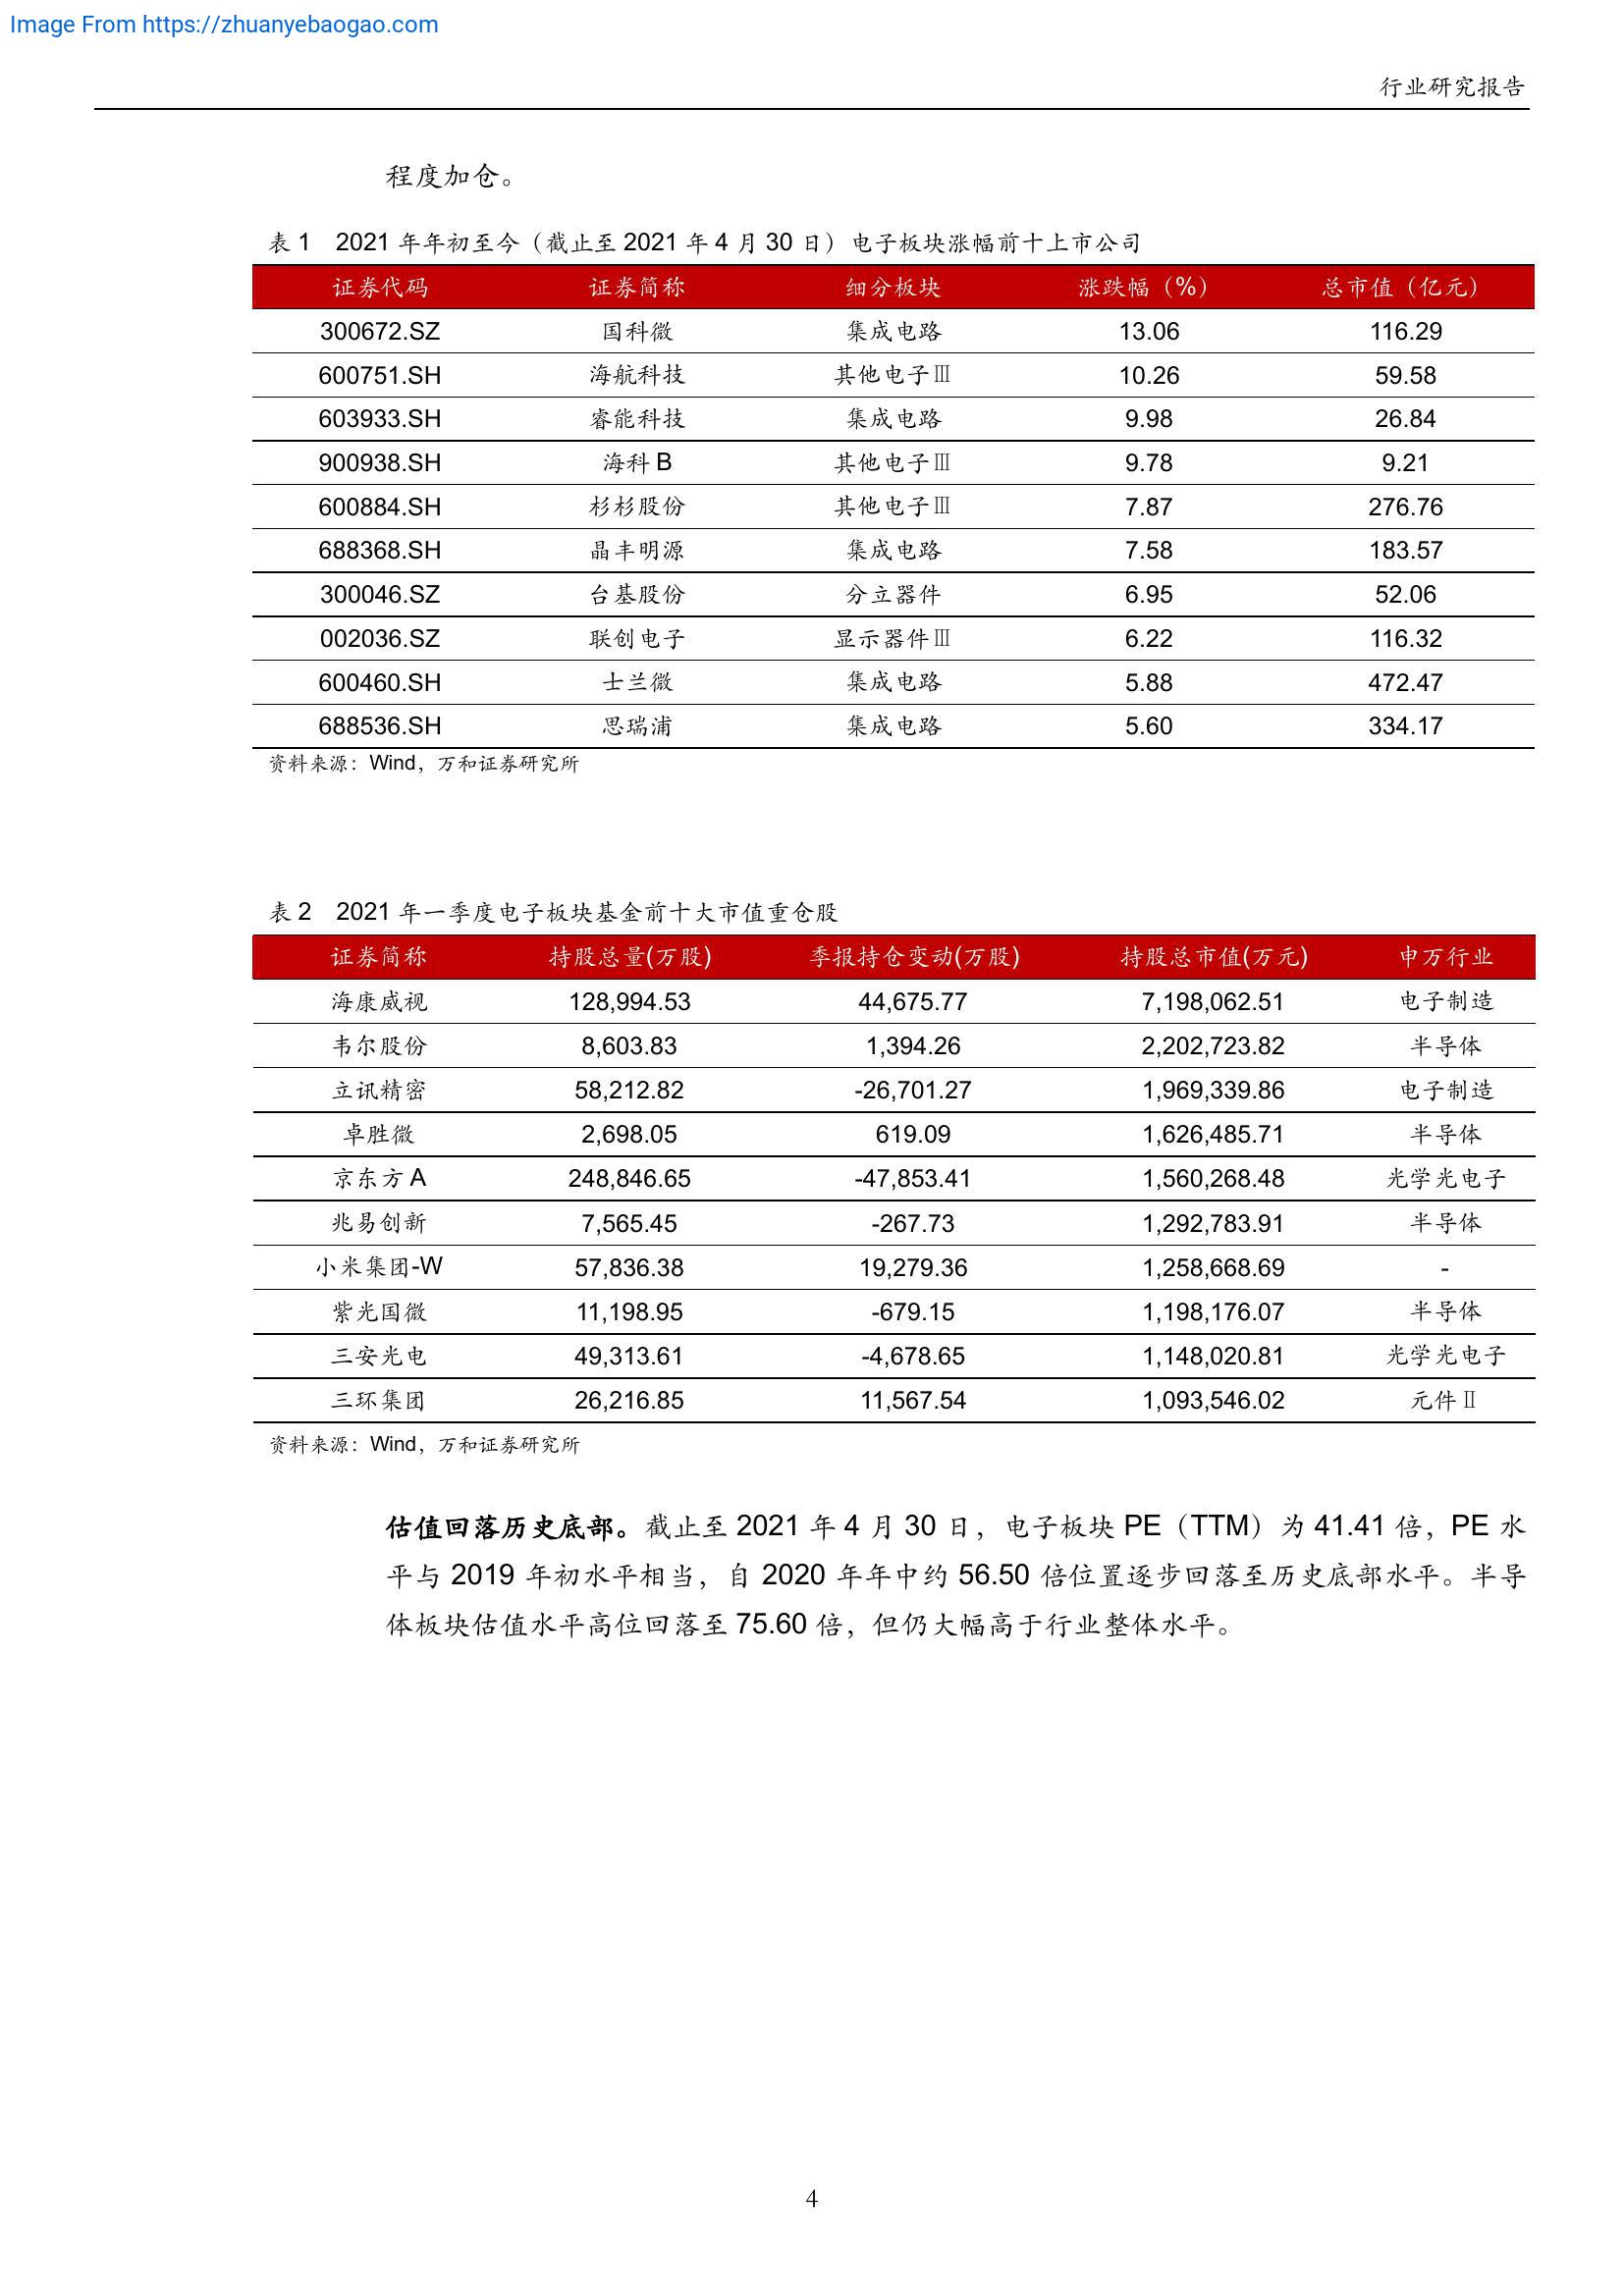 Image From https://zhuanyebaogao.com
行业研究报告
程度加仓。
表 1 2021 年年初至今（截止至 2021 年 4 月 30 日）电子板块涨幅前十上市公司
证券代码 证券简称 细分板块 涨跌幅（%） 总市值（亿元）
300672.SZ 国科微 集成电路 13.06 116.29
600751.SH 海航科技 其他电子Ⅲ 10.26 59.58
603933.SH 睿能科技 集成电路 9.98 26.84
900938.SH 海科 B 其他电子Ⅲ 9.78 9.21
600884.SH 杉杉股份 其他电子Ⅲ 7.87 276.76
688368.SH 晶丰明源 集成电路 7.58 183.57
300046.SZ 台基股份 分立器件 6.95 52.06
002036.SZ 联创电子 显示器件Ⅲ 6.22 116.32
600460.SH 士兰微 集成电路 5.88 472.47
688536.SH 思瑞浦 集成电路 5.60 334.17
资料来源：Wind，万和证券研究所
表 2 2021 年一季度电子板块基金前十大市值重仓股
证券简称 持股总量(万股) 季报持仓变动(万股) 持股总市值(万元) 申万行业
海康威视 128,994.53 44,675.77 7,198,062.51 电子制造
韦尔股份 8,603.83 1,394.26 2,202,723.82 半导体
立讯精密 58,212.82 -26,701.27 1,969,339.86 电子制造
卓胜微 2,698.05 619.09 1,626,485.71 半导体
京东方 A 248,846.65 -47,853.41 1,560,268.48 光学光电子
兆易创新 7,565.45 -267.73 1,292,783.91 半导体
小米集团-W 57,836.38 19,279.36 1,258,668.69 -
紫光国微 11,198.95 -679.15 1,198,176.07 半导体
三安光电 49,313.61 -4,678.65 1,148,020.81 光学光电子
三环集团 26,216.85 11,567.54 1,093,546.02 元件Ⅱ
资料来源：Wind，万和证券研究所
估值回落历史底部。截止至 2021 年 4 月 30 日，电子板块 PE（TTM）为 41.41 倍，PE 水
平与 2019 年初水平相当，自 2020 年年中约 56.50 倍位置逐步回落至历史底部水平。半导
体板块估值水平高位回落至 75.60 倍，但仍大幅高于行业整体水平。
4